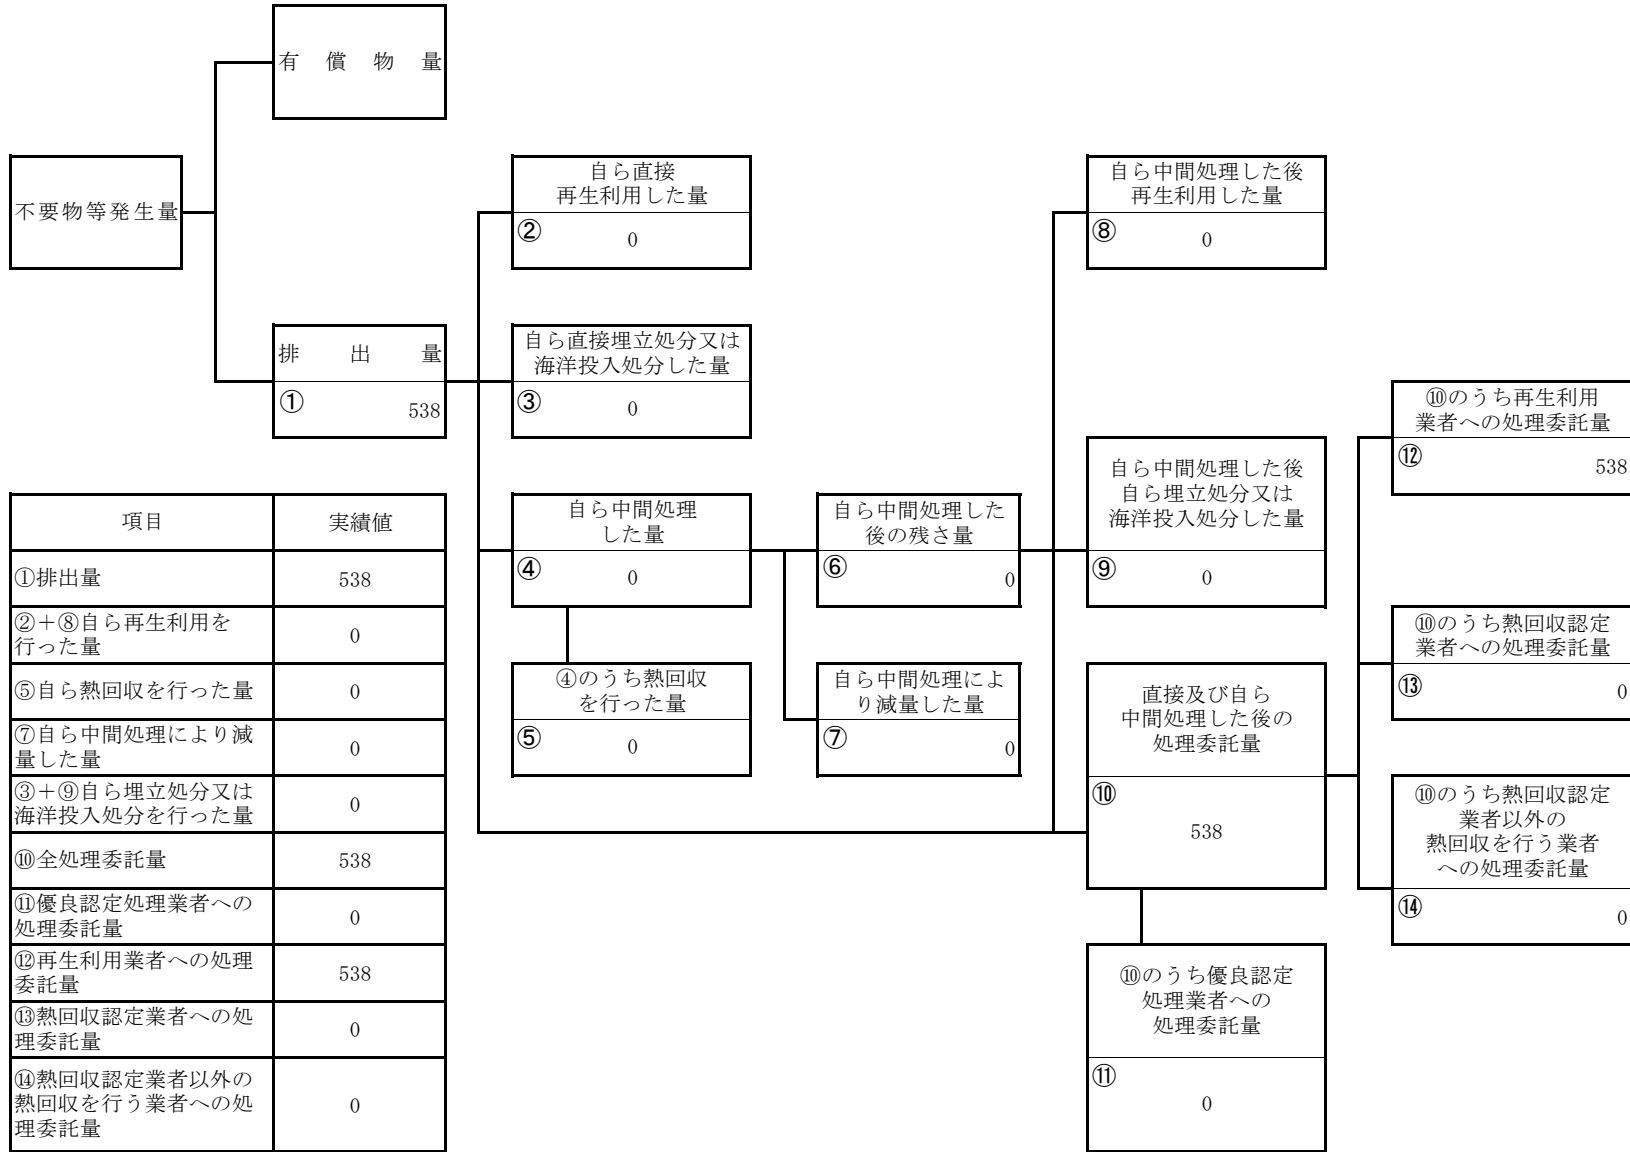 有償物量
不要物等発生量
自ら直接
再生利用した量
②
0
自ら中間処理した後
再生利用した量
⑧
0
排出量
①
538
自ら直接埋立処分又は
海洋投入処分した量
③
0
⑩のうち再生利用
業者への処理委託量
⑫
538
自ら中間処理
した量
④
0
自ら中間処理した
後の残さ量
⑥
0
自ら中間処理した後
自ら埋立処分又は
海洋投入処分した量
⑨
0
④のうち熱回収
を行った量
⑤
0
自ら中間処理によ
り減量した量
⑦
0
直接及び自ら
中間処理した後の
処理委託量
⑩
538
⑩のうち熱回収認定
業者への処理委託量
⑬
0
⑩のうち熱回収認定
業者以外の
熱回収を行う業者
への処理委託量
⑭
0
⑩のうち優良認定
処理業者への
処理委託量
⑪
0
項目 実績値
①排出量 538
②＋⑧自ら再生利用を
行った量 0
⑤自ら熱回収を行った量 0
⑦自ら中間処理により減
量した量 0
③＋⑨自ら埋立処分又は
海洋投入処分を行った量 0
⑩全処理委託量 538
⑪優良認定処理業者への
処理委託量 0
⑫再生利用業者への処理
委託量 538
⑬熱回収認定業者への処
理委託量 0
⑭熱回収認定業者以外の
熱回収を行う業者への処
理委託量 0